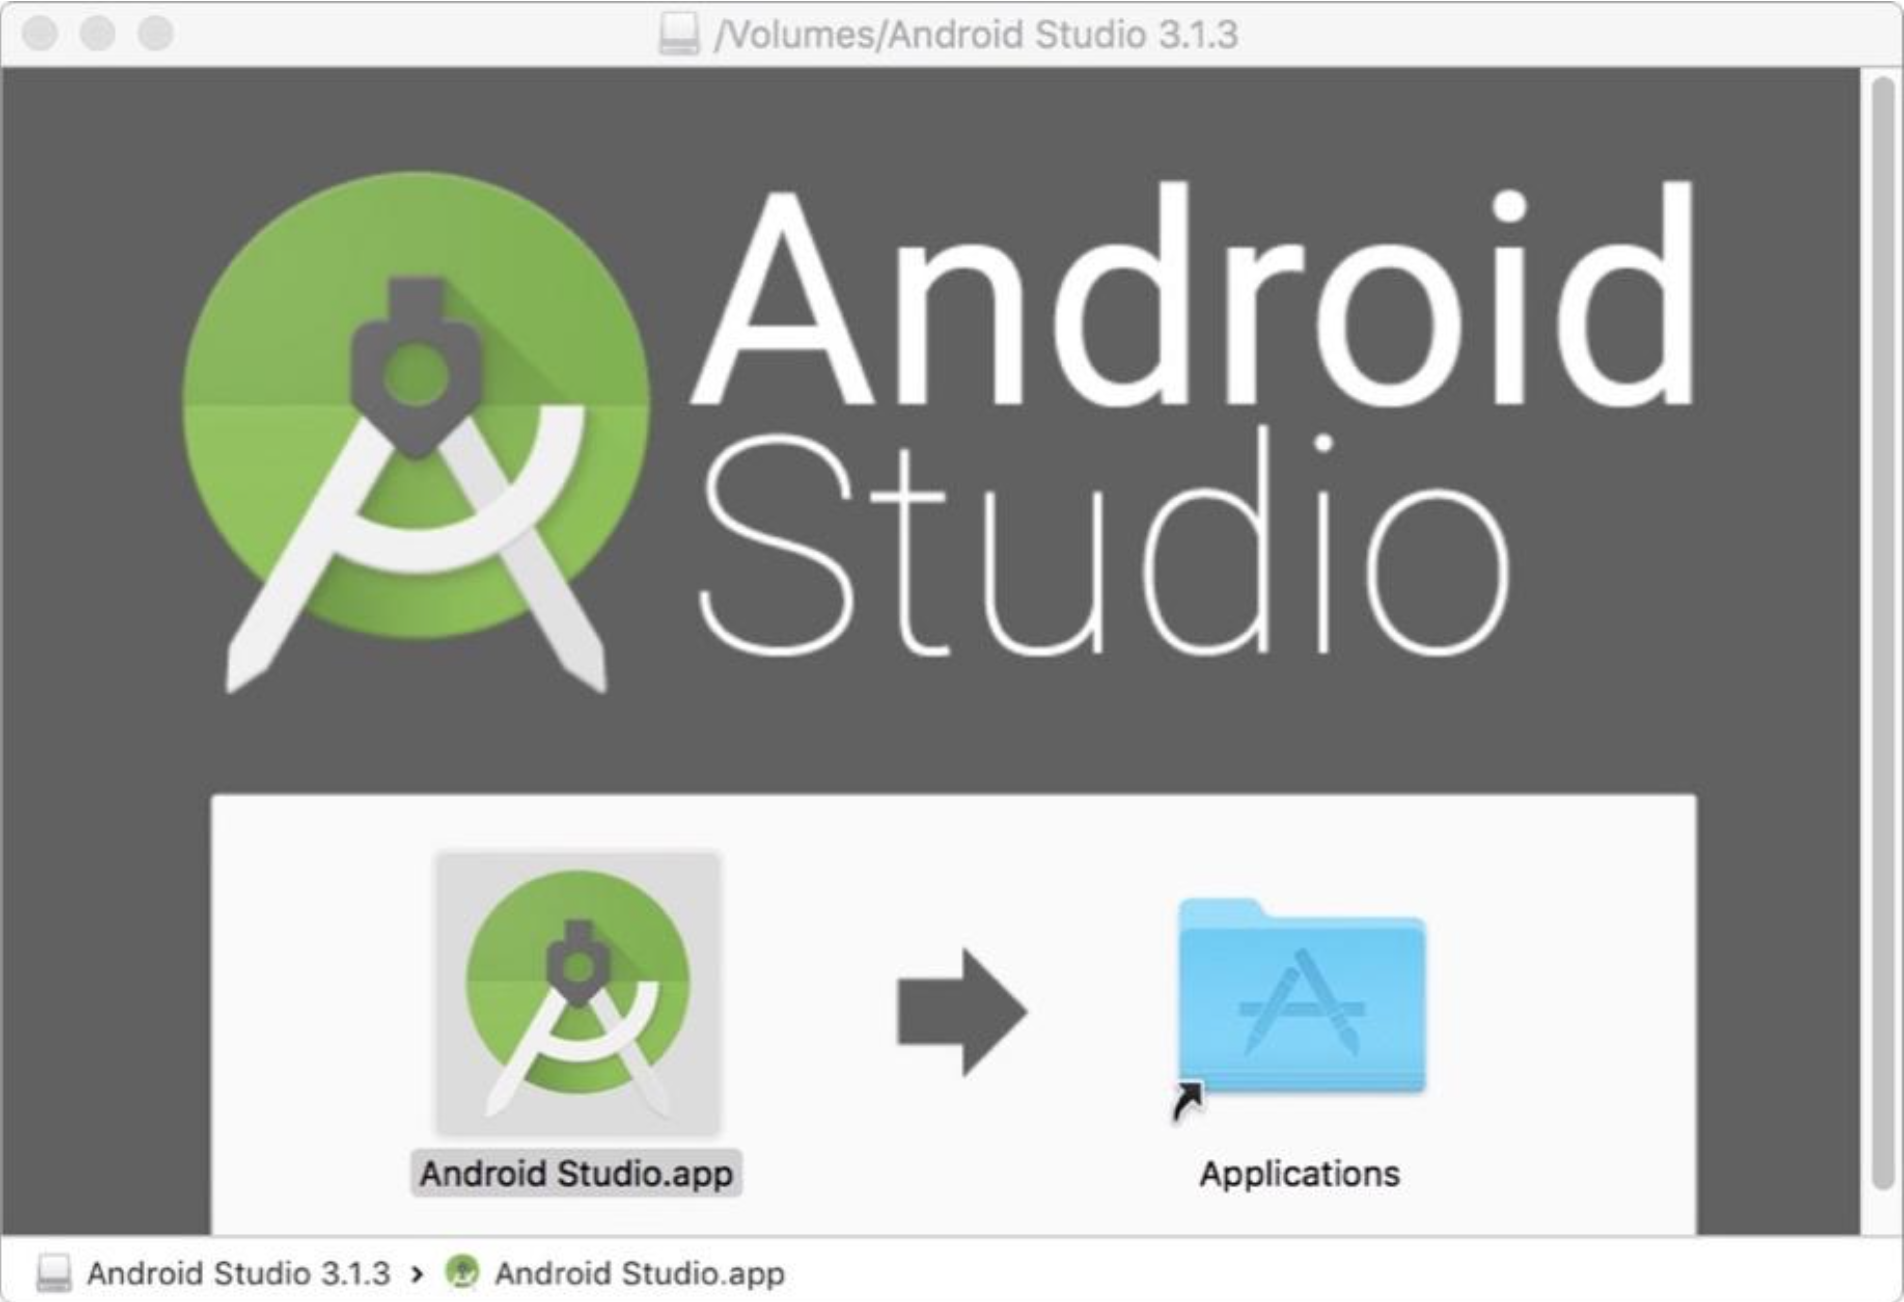 /Volumes/Android Studio 3.1.3
Android
Studio
Android Studio.app
Applications
Android Studio 3.1.3 › Android Studio.app